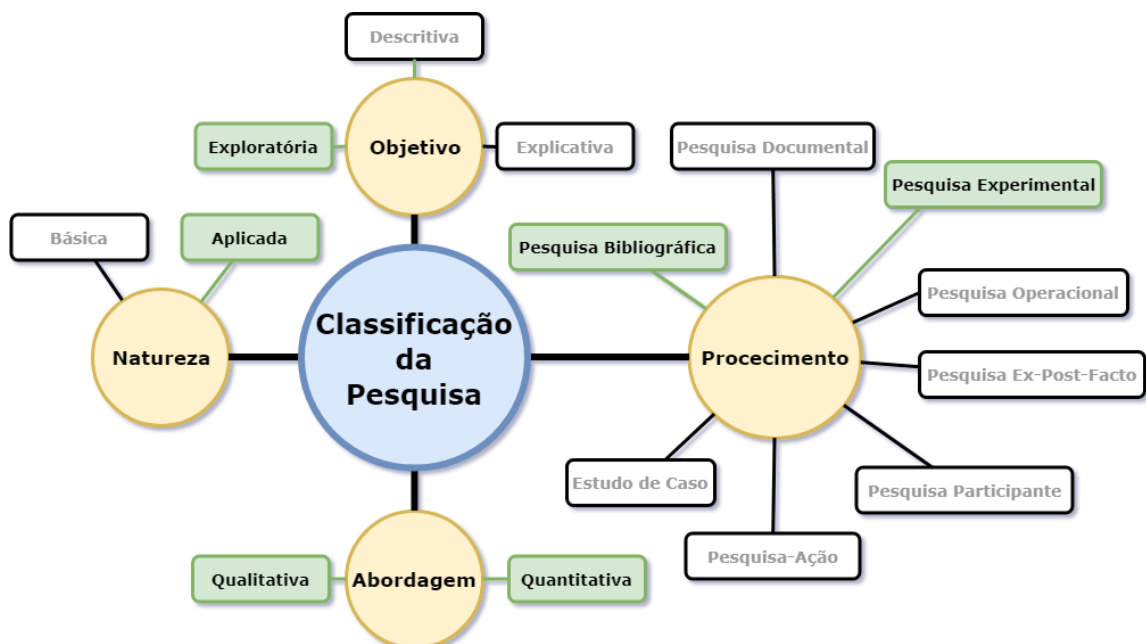 Descritiva
Exploratória
Objetivo
Explicativa
Pesquisa Documental
Pesquisa Experimental
Básica
Aplicada
Pesquisa Bibliográfica
Pesquisa Operacional
Classificação
da
Pesquisa
Natureza
Procecimento
Pesquisa Ex-Post-Facto
Estudo de Caso
Pesquisa Participante
Pesquisa-Ação
Qualitativa
Abordagem
Quantitativa